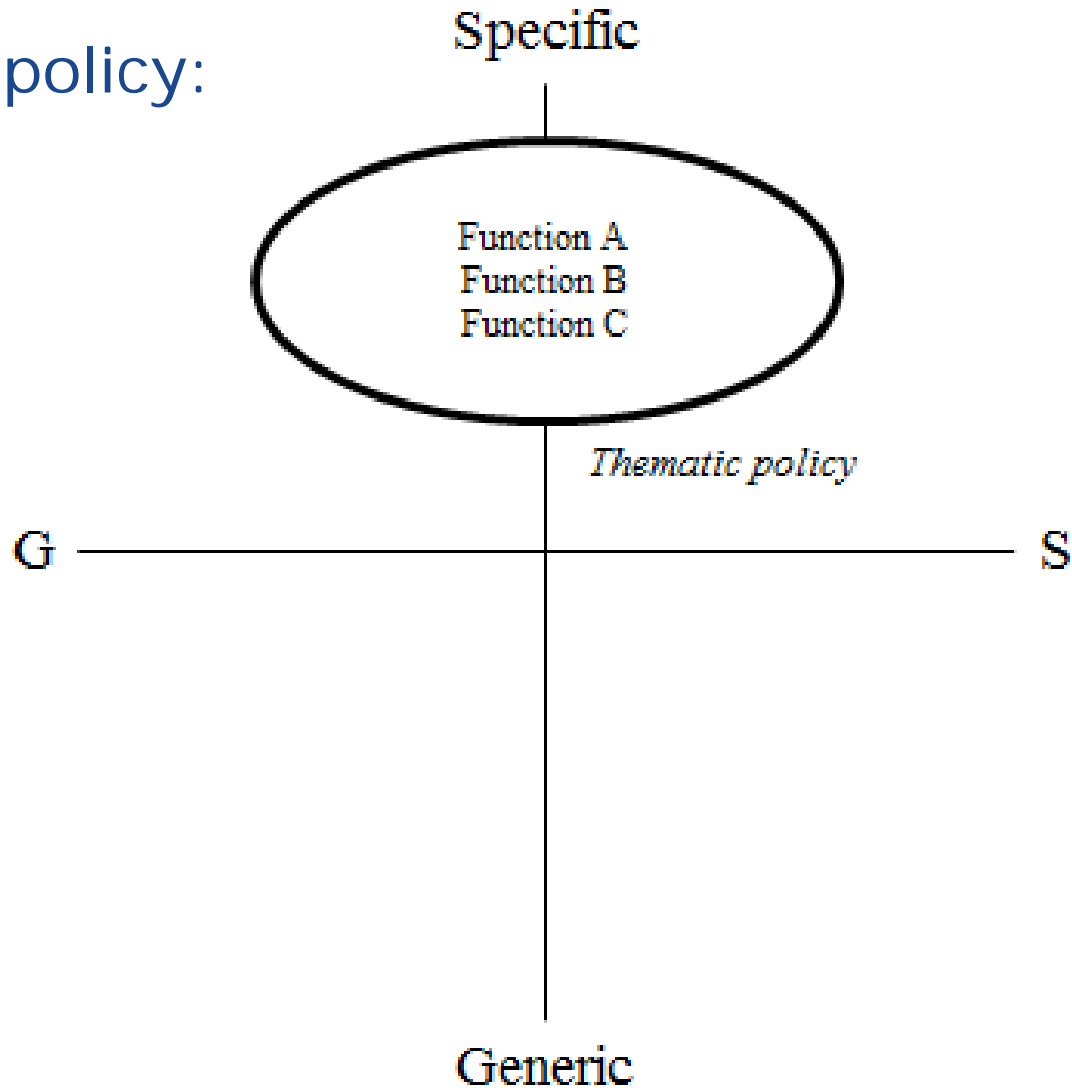 Specific
policy:
Function A
Function B
Function C
Thematic policy
G
S
Generic